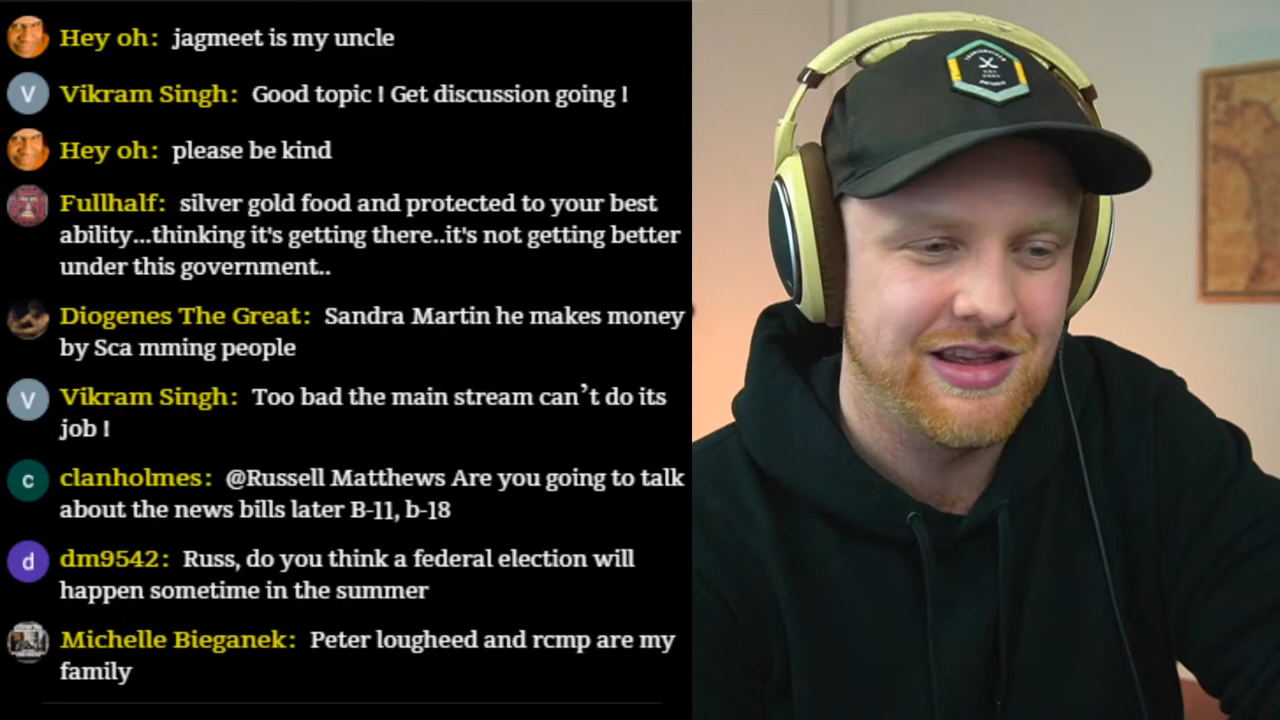 Hey oh: jagmeet is my uncle
V Vikram Singh: Good topic ! Get discussion going !
Hey oh: please be kind
Fullhalf: silver gold food and protected to your best
ability...thinking it's getting there..it's not getting better
under this government..
Diogenes The Great: Sandra Martin he makes money
by Sca mming people
V Vikram Singh: Too bad the main stream can’t do its
job !
c clanholmes: @Russell Matthews Are you going to talk
about the news bills later B-11, b-18
d dm9542: Russ, do you think a federal election will
happen sometime in the summer
Michelle Bieganek: Peter lougheed and rcmp are my
family